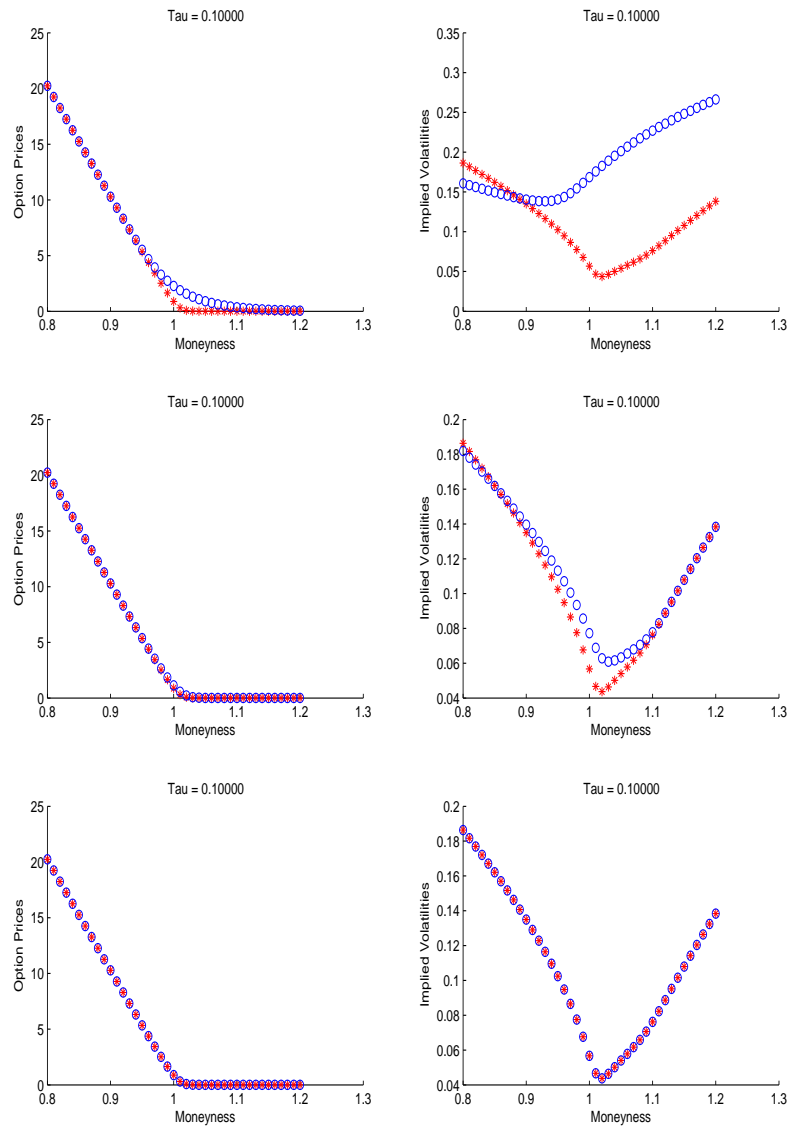 Tau = 0.10000
25
20
15
10
5
0
Option Prices
0.8 0.9 1 1.1 1.2 1.3
Moneyness
Tau = 0.10000
0.35
0.3
0.25
0.2
0.15
0.1
0.05
0
Implied Volatilities
0.8 0.9 1 1.1 1.2 1.3
Moneyness
Tau = 0.10000
25
20
15
10
5
0
Option Prices
0.8 0.9 1 1.1 1.2 1.3
Moneyness
Tau = 0.10000
0.2
0.18
0.16
0.14
0.12
0.1
0.08
0.06
0.04
Implied Volatilities
0.8 0.9 1 1.1 1.2 1.3
Moneyness
Tau = 0.10000
25
20
15
10
5
0
Option Prices
0.8 0.9 1 1.1 1.2 1.3
Moneyness
Tau = 0.10000
0.2
0.18
0.16
0.14
0.12
0.1
0.08
0.06
0.04
Implied Volatilities
0.8 0.9 1 1.1 1.2 1.3
Moneyness